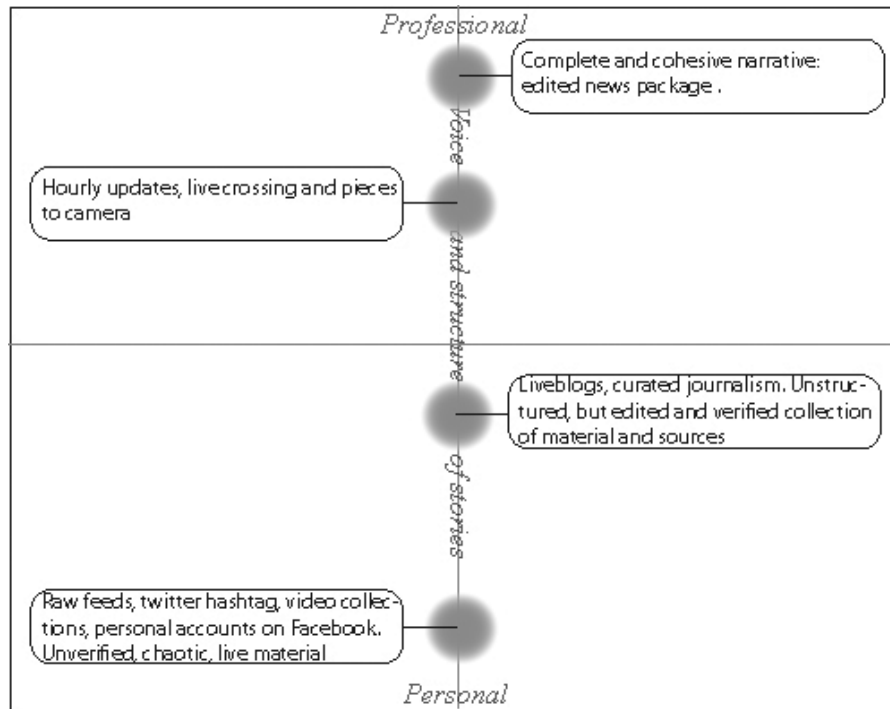 Professional
Complete and cohesive narrative:
edited news package .
Voice and structure of stories
Hourly updates, live crossing and pieces
to camera
Liveblogs, curated journalism. Unstruc-
tured, but edited and verified collection
of material and sources
Raw feeds, twitter hashtag, video collec-
tions, personal accounts on Facebook.
Unverified, chaotic, live material
Personal